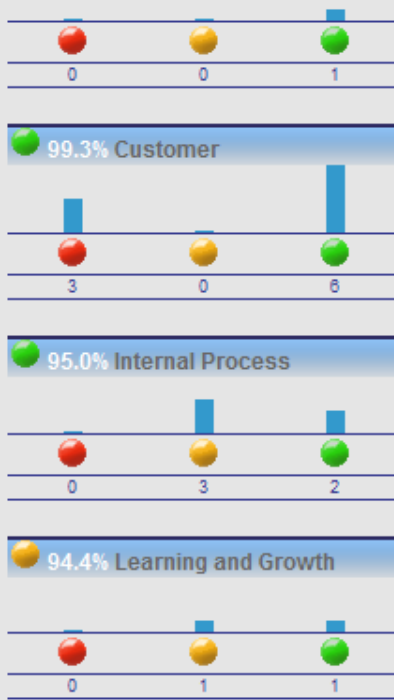 0 0 1
99.3% Customer
3 0 6
95.0% Internal Process
0 3 2
94.4% Learning and Growth
0 1 1